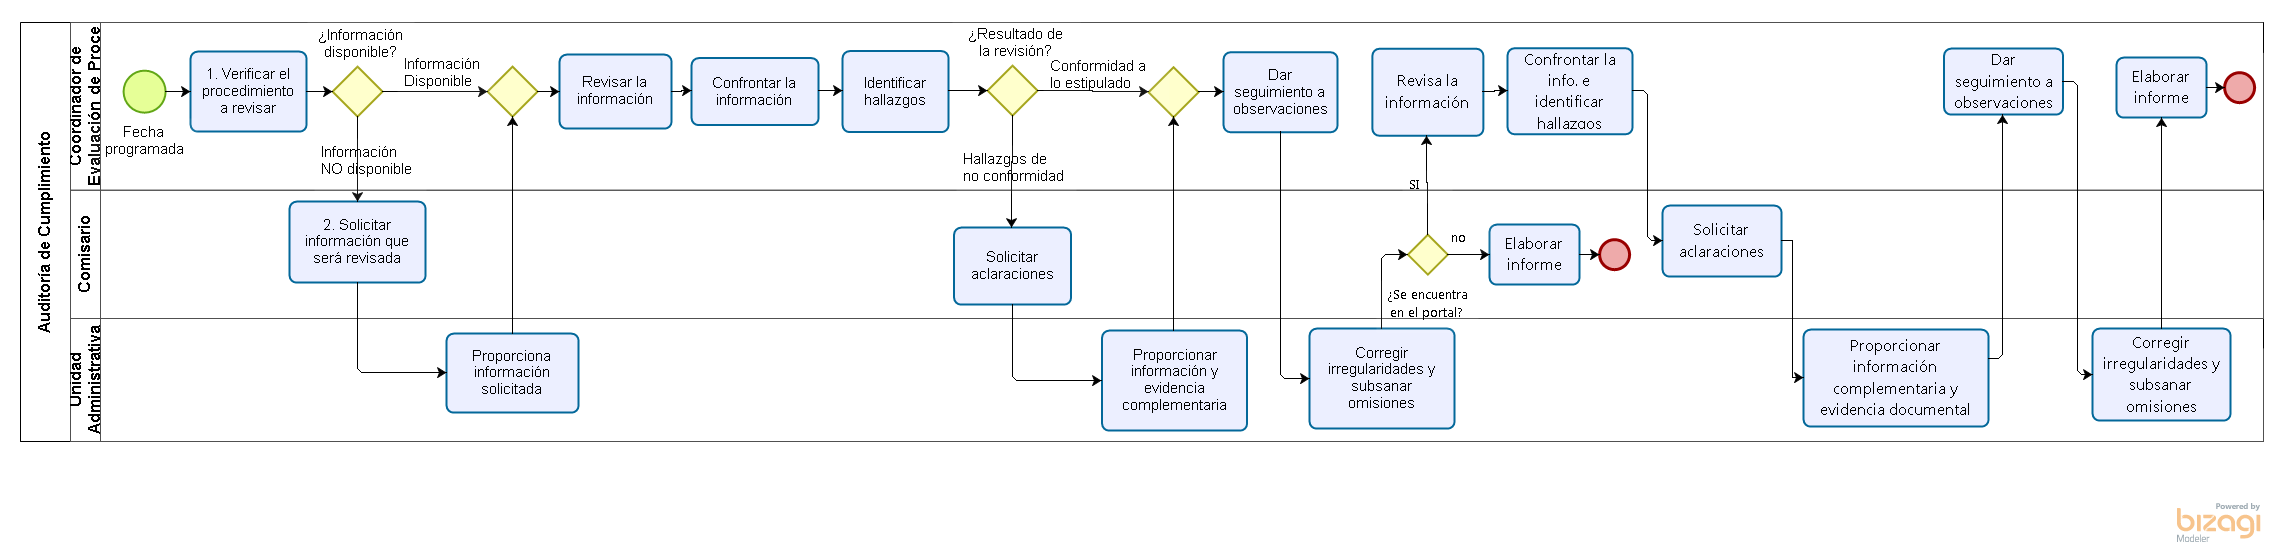 Auditoría de Cumplimiento
Coordinador de
Evaluación de Proce
Comisario
Unidad
Administrativa
Fecha
programada
1. Verificar el
procedimiento
a revisar
¿Información
disponible?
Información
Disponible
Información
NO disponible
2. Solicitar
información que
será revisada
Proporciona
información
solicitada
Revisar la
información
Confrontar la
información
Identificar
hallazgos
¿Resultado de
la revisión?
Conformidad a
lo estipulado
Hallazgos de
no conformidad
Solicitar
aclaraciones
Proporcionar
información y
evidencia
complementaria
Dar
seguimiento a
observaciones
Corregir
irregularidades y
subsanar
omisiones
¿Se encuentra
en el portal?
SI
no
Elaborar
informe
Revisa la
información
Confrontar la
info. e
identificar
hallazgos
Solicitar
aclaraciones
Proporcionar
información
complementaria y
evidencia documental
Dar
seguimiento a
observaciones
Corregir
irregularidades y
subsanar
omisiones
Elaborar
informe
Powered by
bizagi
Modeler